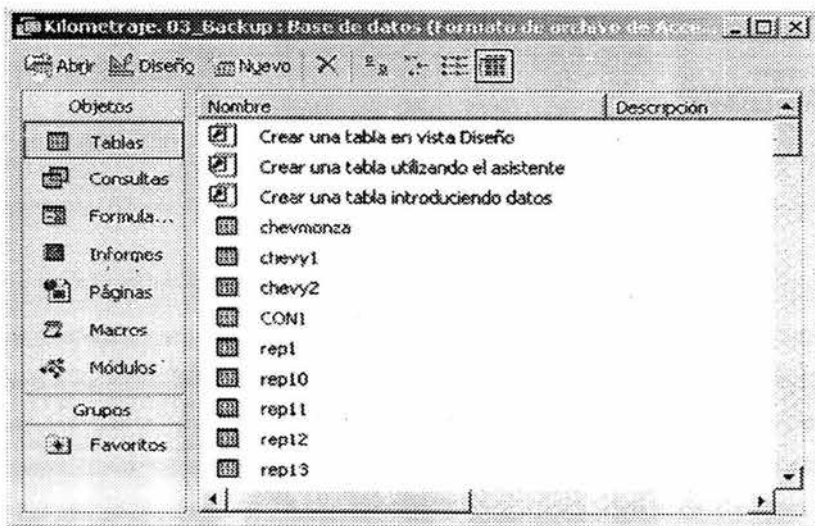 Kilometraje. 03_Backup : Base de datos (Formato de archivo de Acce...
Abrir Diseño Nuevo
Objetos
Tablas
Consultas
Formula...
Informes
Páginas
Macros
Módulos
Grupos
Favoritos
Nombre Descripción
Crear una tabla en vista Diseño
Crear una tabla utilizando el asistente
Crear una tabla introduciendo datos
chevmonza
chevy1
chevy2
CON1
rep1
rep10
rep11
rep12
rep13